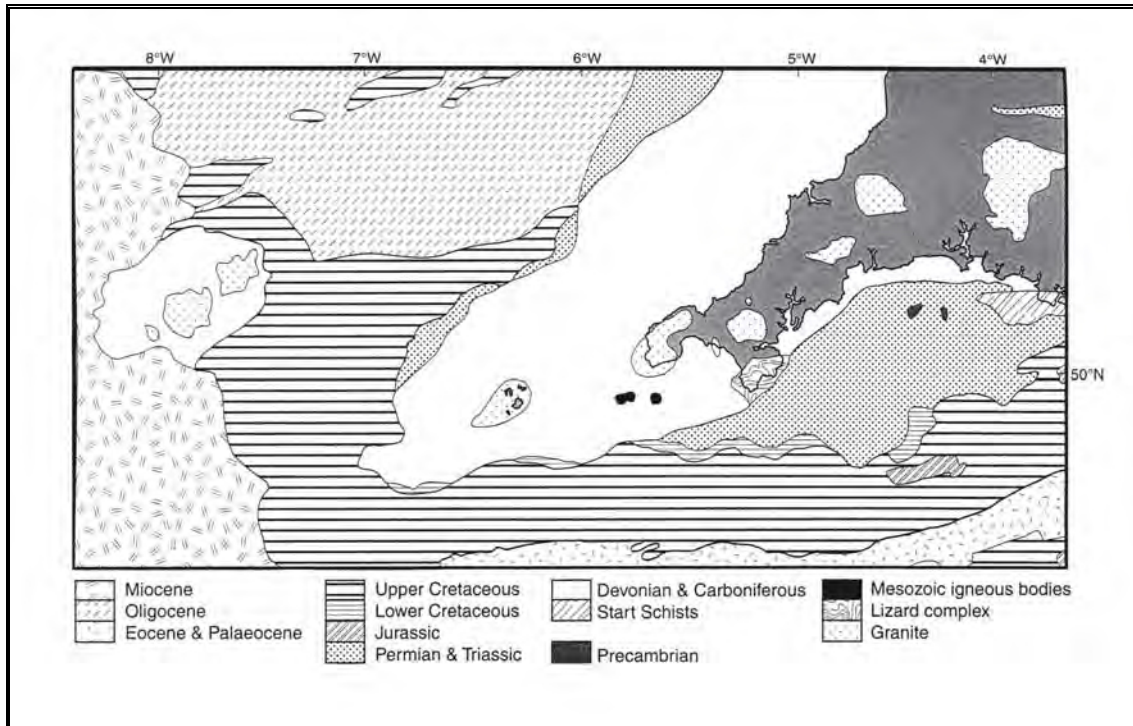 8°W 7°W 6°W 5°W 4°W
50°N
Miocene
Oligocene
Eocene & Palaeocene
Upper Cretaceous
Lower Cretaceous
Jurassic
Permian & Triassic
Devonian & Carboniferous
Start Schists
Precambrian
Mesozoic igneous bodies
Lizard complex
Granite